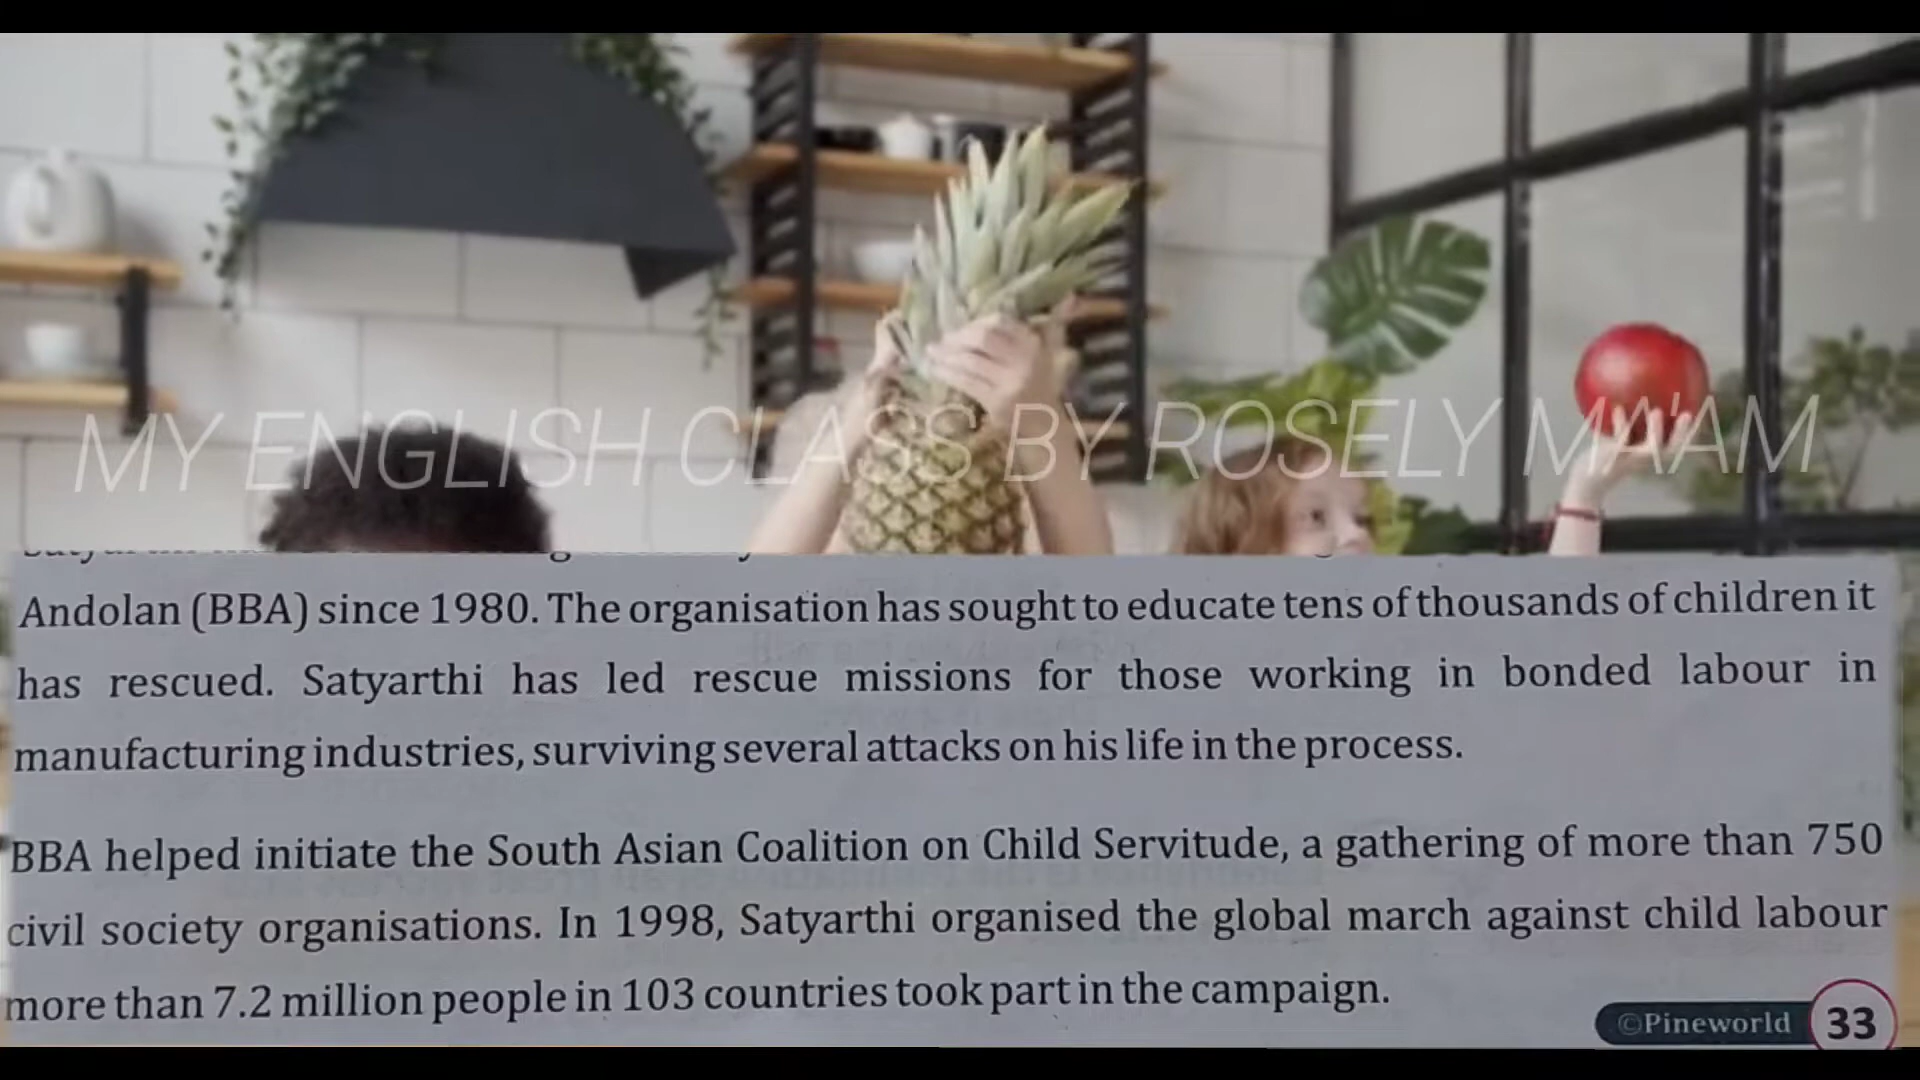 MY ENGLISH CLASS BY ROSELY MA'AM
Andolan (BBA) since 1980. The organisation has sought to educate tens of thousands of children it
has rescued. Satyarthi has led rescue missions for those working in bonded labour in
manufacturing industries, surviving several attacks on his life in the process.
BBA helped initiate the South Asian Coalition on Child Servitude, a gathering of more than 750
civil society organisations. In 1998, Satyarthi organised the global march against child labour
more than 7.2 million people in 103 countries took part in the campaign.
©Pineworld 33